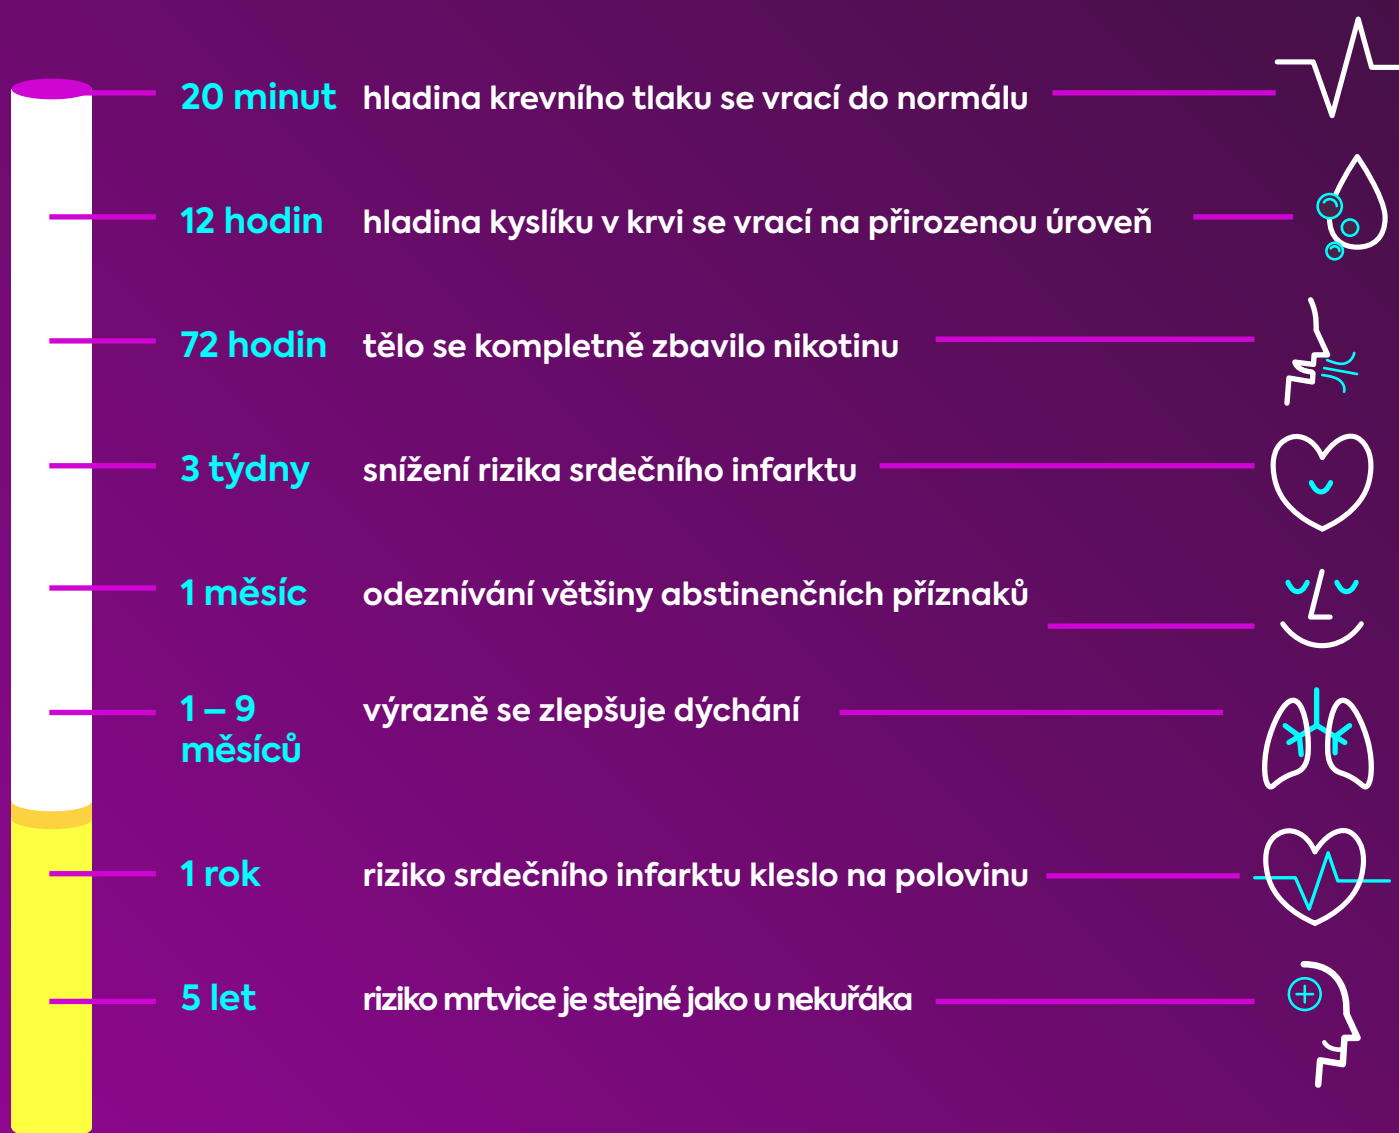 20 minut hladina krevního tlaku se vrací do normálu
12 hodin hladina kyslíku v krvi se vrací na přirozenou úroveň
72 hodin tělo se kompletně zbavilo nikotinu
3 týdny snížení rizika srdečního infarktu
1 měsíc odeznívání většiny abstinenčních příznaků
1 – 9 výrazně se zlepšuje dýchání
měsíců
1 rok riziko srdečního infarktu kleslo na polovinu
5 let riziko mrtvice je stejné jako u nekuřáka